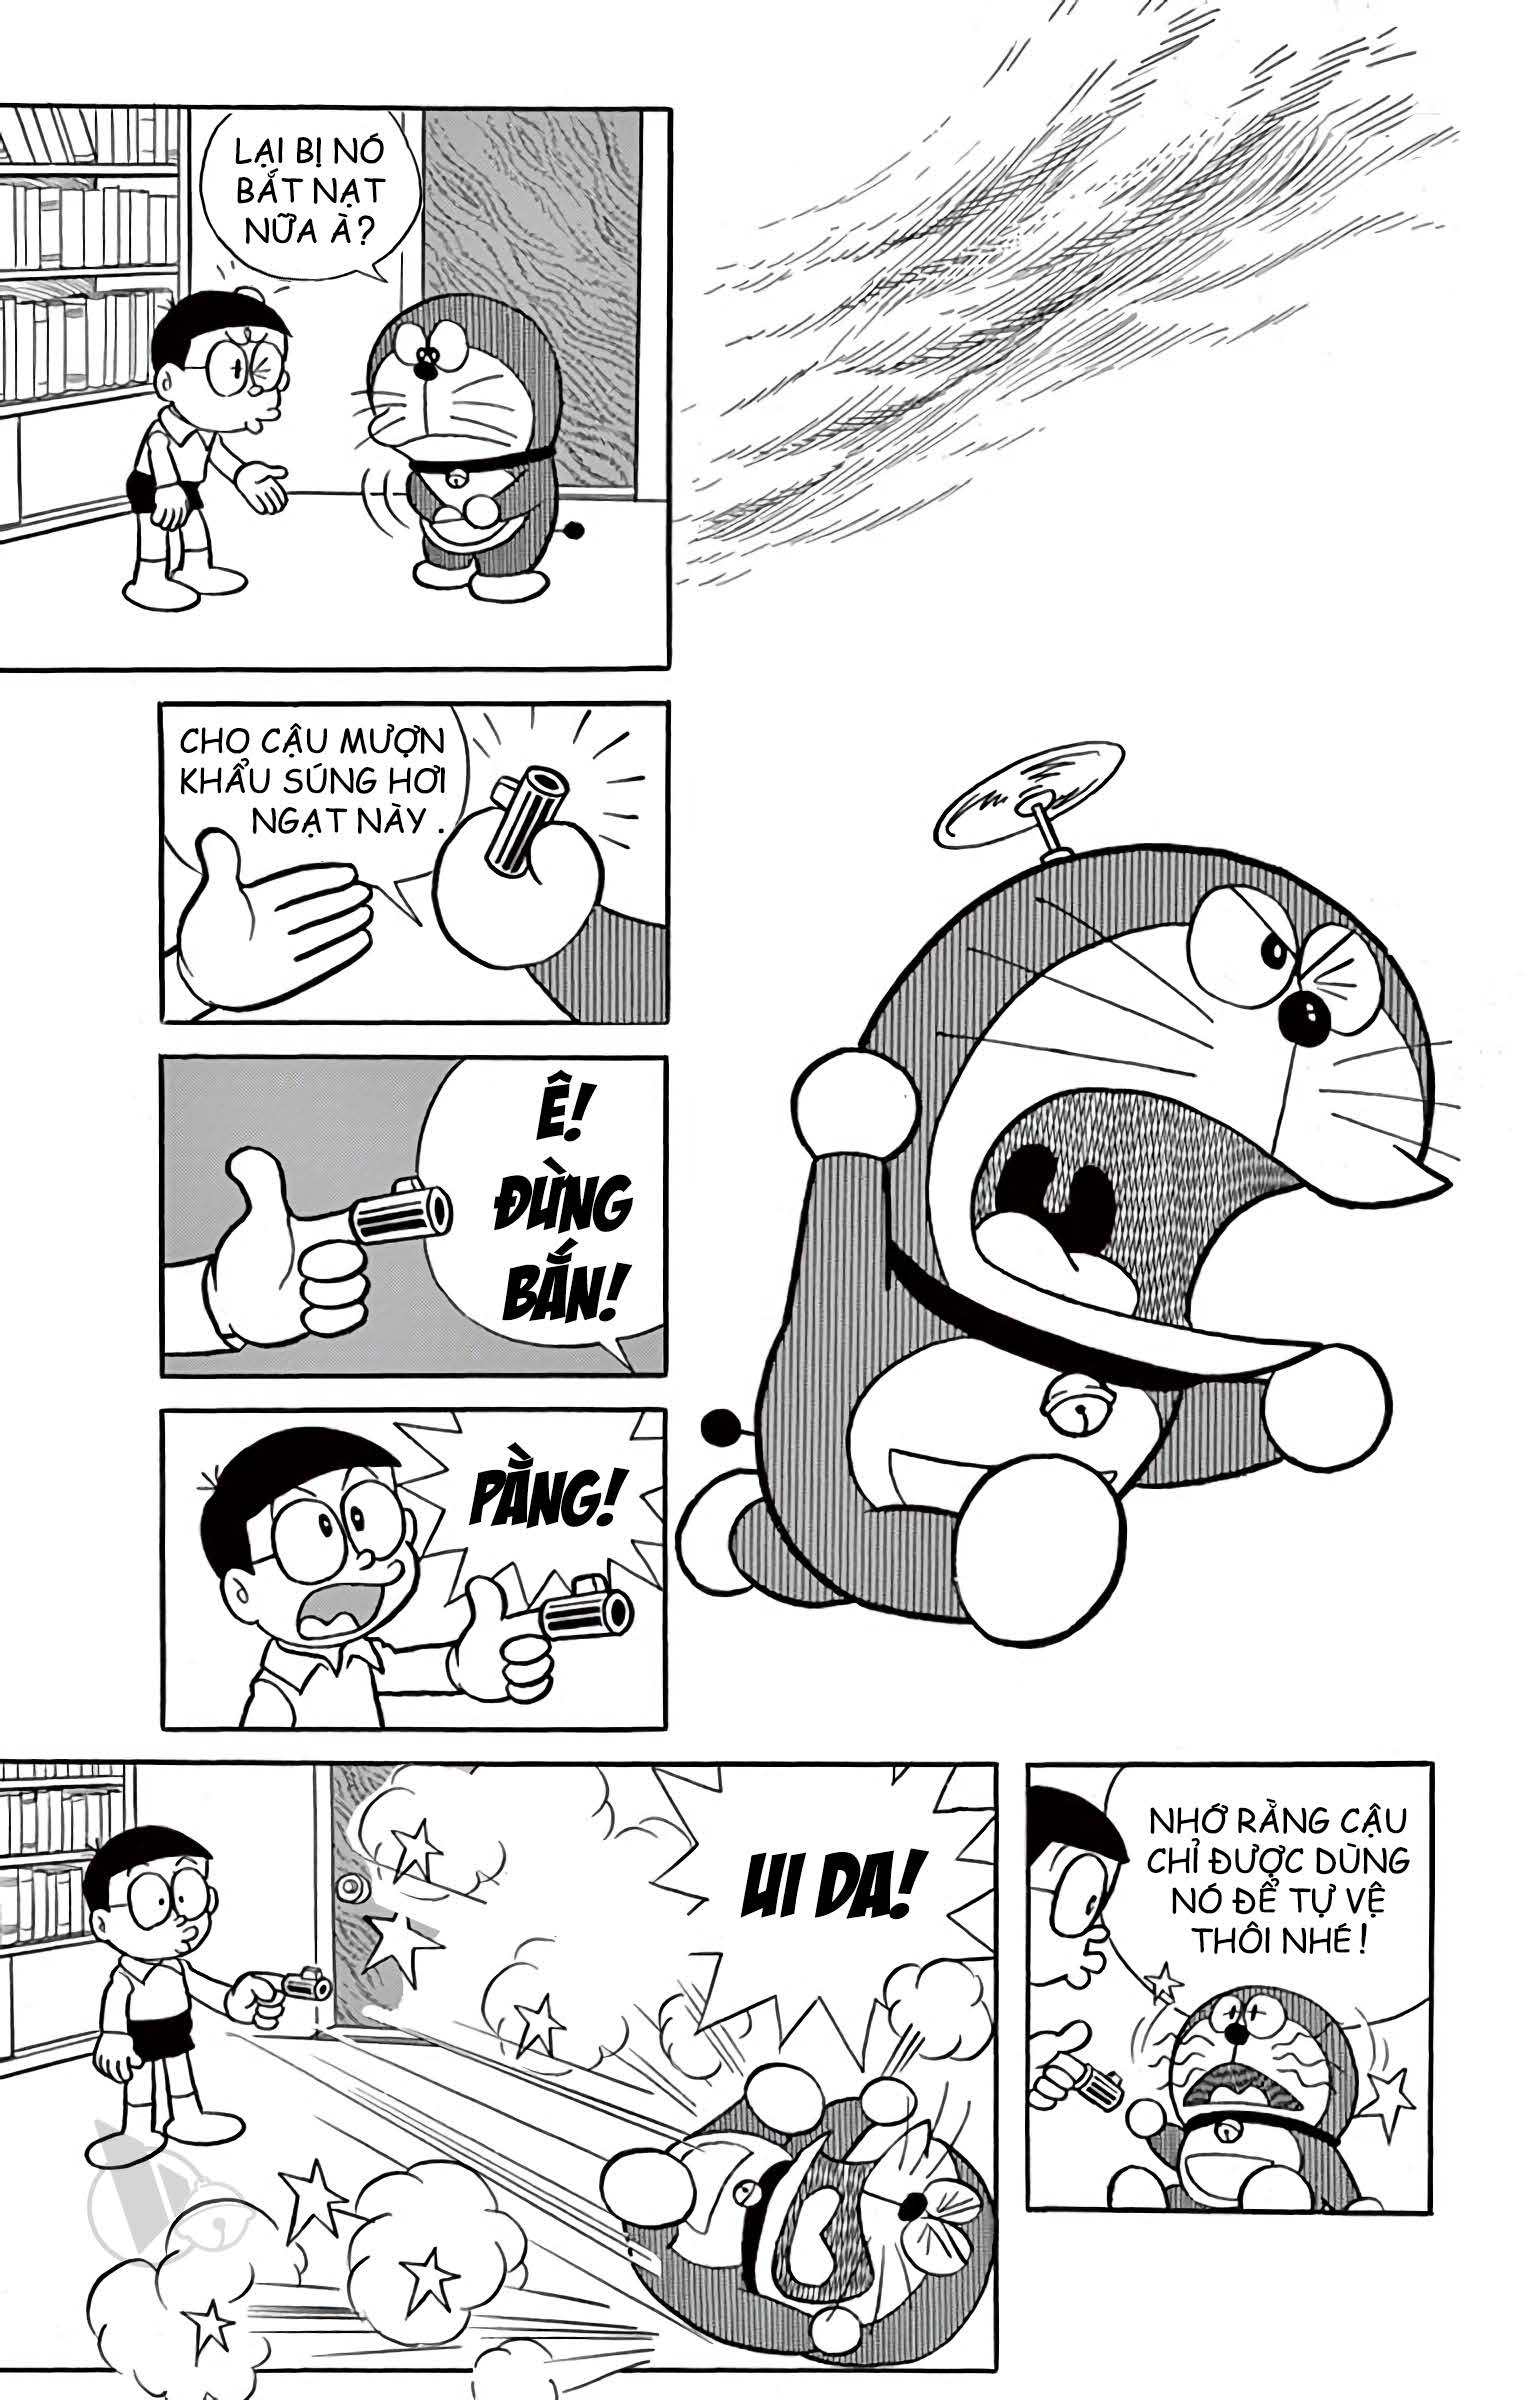 LẠI BỊ NÓ
BẮT NẠT
NỮA À?
CHO CẬU MƯỢN
KHẨU SÚNG HƠI
NGẠT NÀY.
Ê!
ĐỪNG
BẮN!
PẰNG!
UI DA!
NHỚ RẰNG CẬU
CHỈ ĐƯỢC DÙNG
NÓ ĐỂ TỰ VỆ
THÔI NHÉ!